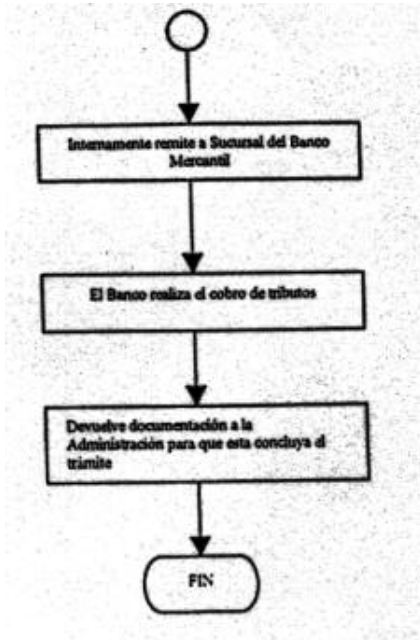 Internamente remite a Sucursal del Banco
Mercantil
El Banco realiza el cobro de tributos
Devuelve documentación a la
Administración para que esta concluya el
trámite
FIN